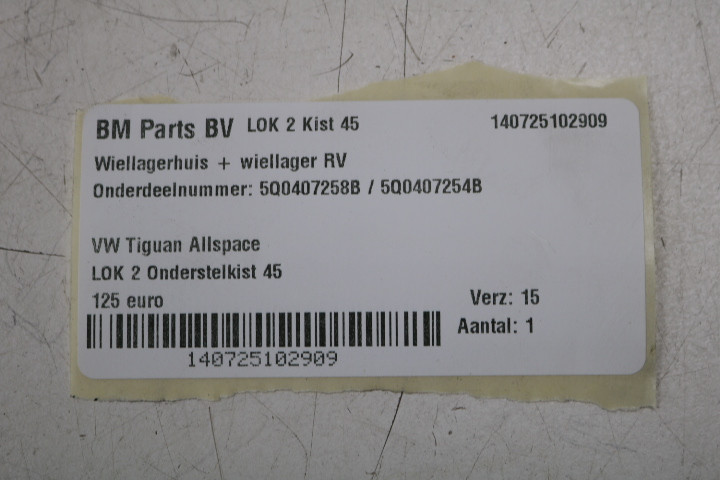 BM Parts BV LOK 2 Kist 45 140725102909
Wiellagerhuis + wiellager RV
Onderdeelnummer: 5Q0407258B / 5Q0407254B
VW Tiguan Allspace
LOK 2 Onderstelkist 45
125 euro Verz: 15
Aantal: 1
140725102909